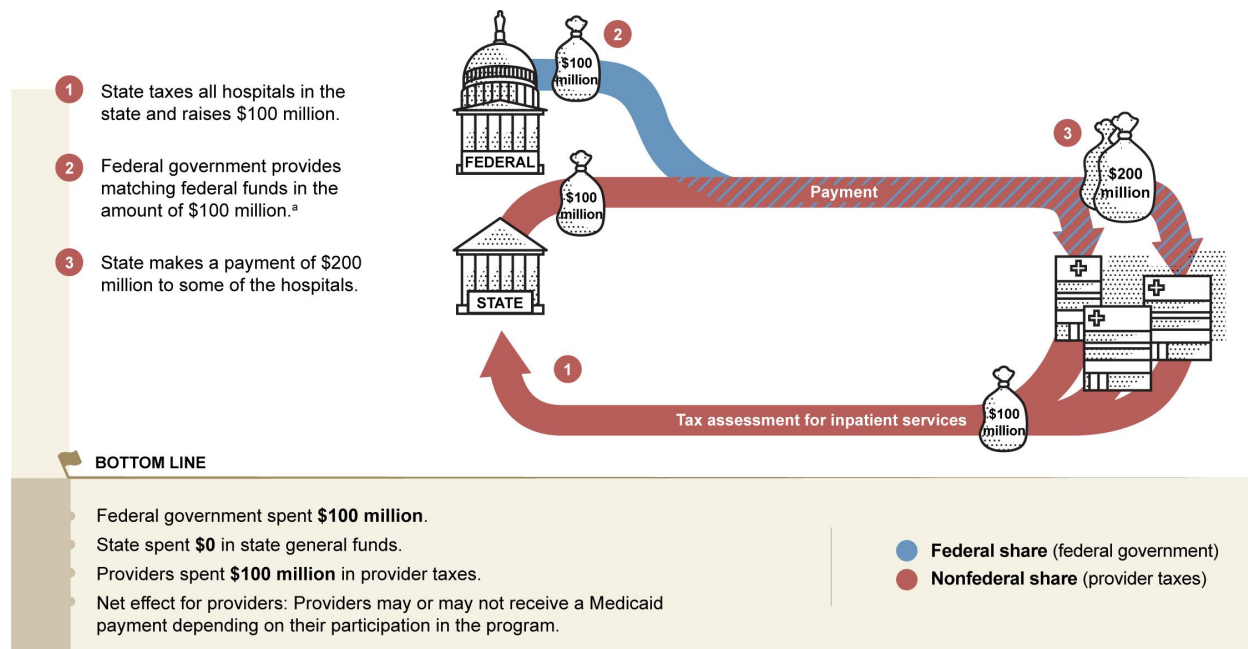 1 State taxes all hospitals in the
state and raises $100 million.
2 Federal government provides
matching federal funds in the
amount of $100 million.ᵃ
3 State makes a payment of $200
million to some of the hospitals.
2
$100
million
FEDERAL
$100
million
STATE
Payment
3
$200
million
1
Tax assessment for inpatient services
$100
million
BOTTOM LINE
Federal government spent $100 million.
State spent $0 in state general funds.
Providers spent $100 million in provider taxes.
Net effect for providers: Providers may or may not receive a Medicaid
payment depending on their participation in the program.
Federal share (federal government)
Nonfederal share (provider taxes)